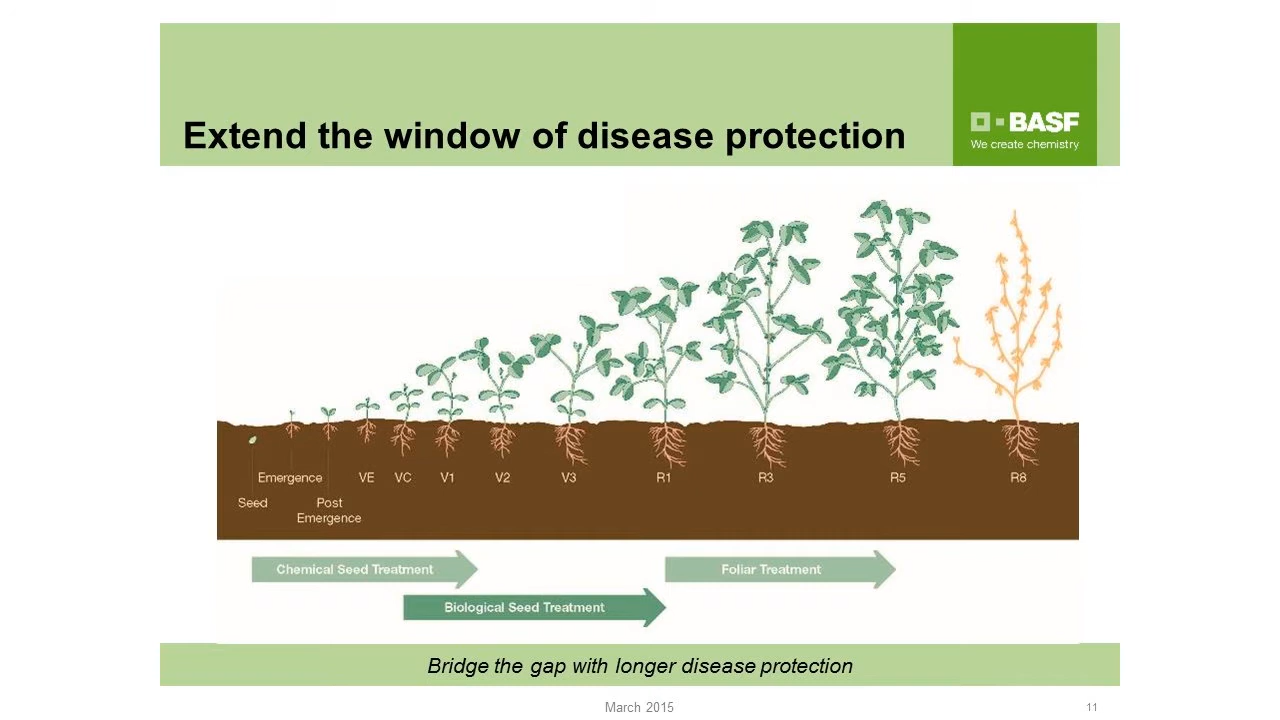 Extend the window of disease protection
BASF
We create chemistry
Emergence
VE
VC
V1
V2
V3
R1
R3
R5
R8
Seed
Post
Emergence
Chemical Seed Treatment
Foliar Treatment
Biological Seed Treatment
Bridge the gap with longer disease protection
March 2015
11